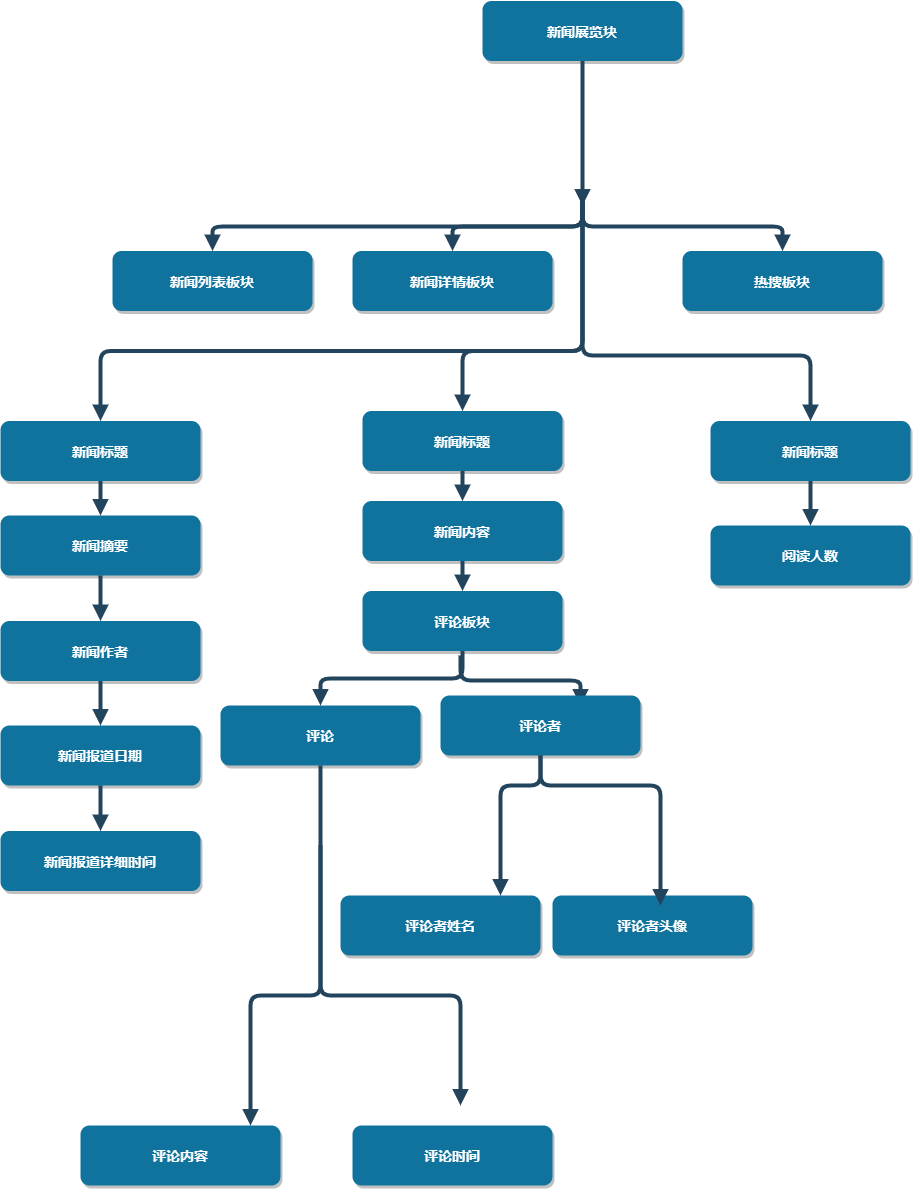 新闻展览块
新闻列表板块
新闻详情板块
热搜板块
新闻标题
新闻标题
新闻标题
新闻摘要
新闻内容
阅读人数
新闻作者
评论板块
新闻报道日期
评论
评论者
新闻报道详细时间
评论者姓名
评论者头像
评论内容
评论时间